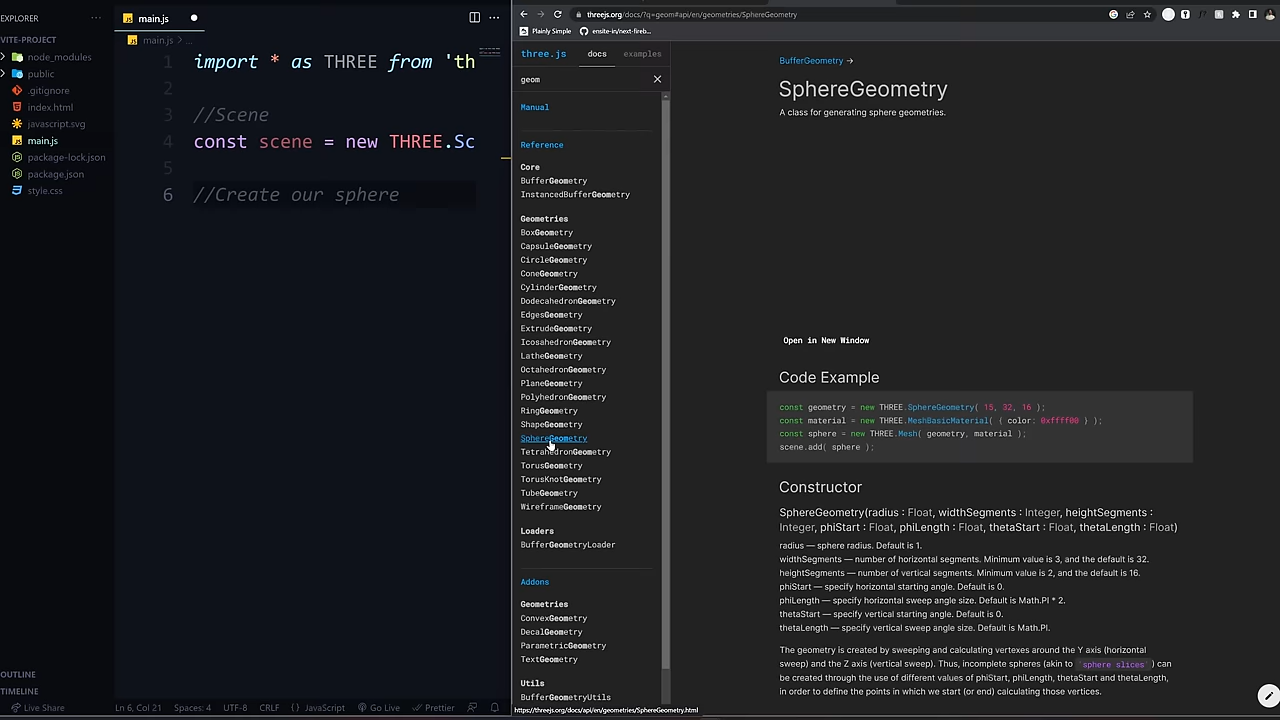 EXPLORER
VITE-PROJECT
node_modules
public
.gitignore
index.html
javascript.svg
main.js
package-lock.json
package.json
style.css
OUTLINE
TIMELINE
Live Share
main.js
main.js > ...
1 import * as THREE from 'th
2
3 //Scene
4 const scene = new THREE.Sc
5
6 //Create our sphere
Ln 6, Col 21 Spaces: 4 UTF-8 CRLF {} JavaScript Go Live Prettier
threejs.org/docs/?q=geom#api/en/geometries/SphereGeometry
Plainly Simple ensite-in/next-fireb...
three.js docs examples
geom
Manual
Reference
Core
BufferGeometry
InstancedBufferGeometry
Geometries
BoxGeometry
CapsuleGeometry
CircleGeometry
ConeGeometry
CylinderGeometry
DodecahedronGeometry
EdgesGeometry
ExtrudeGeometry
IcosahedronGeometry
LatheGeometry
OctahedronGeometry
PlaneGeometry
PolyhedronGeometry
RingGeometry
ShapeGeometry
SphereGeometry
TetrahedronGeometry
TorusGeometry
TorusKnotGeometry
TubeGeometry
WireframeGeometry
Loaders
BufferGeometryLoader
Addons
Geometries
ConvexGeometry
DecalGeometry
ParametricGeometry
TextGeometry
Utils
BufferGeometryUtils
https://threejs.org/docs/api/en/geometries/SphereGeometry.html
BufferGeometry →
SphereGeometry
A class for generating sphere geometries.
Open in New Window
Code Example
const geometry = new THREE.SphereGeometry( 15, 32, 16 );
const material = new THREE.MeshBasicMaterial( { color: 0xffff00 } );
const sphere = new THREE.Mesh( geometry, material );
scene.add( sphere );
Constructor
SphereGeometry(radius : Float, widthSegments : Integer, heightSegments :
Integer, phiStart : Float, phiLength : Float, thetaStart : Float, thetaLength : Float)
radius — sphere radius. Default is 1.
widthSegments — number of horizontal segments. Minimum value is 3, and the default is 32.
heightSegments — number of vertical segments. Minimum value is 2, and the default is 16.
phiStart — specify horizontal starting angle. Default is 0.
phiLength — specify horizontal sweep angle size. Default is Math.PI * 2.
thetaStart — specify vertical starting angle. Default is 0.
thetaLength — specify vertical sweep angle size. Default is Math.PI.
The geometry is created by sweeping and calculating vertexes around the Y axis (horizontal
sweep) and the Z axis (vertical sweep). Thus, incomplete spheres (akin to `sphere slices`) can
be created through the use of different values of phiStart, phiLength, thetaStart and thetaLength,
in order to define the points in which we start (or end) calculating those vertices.